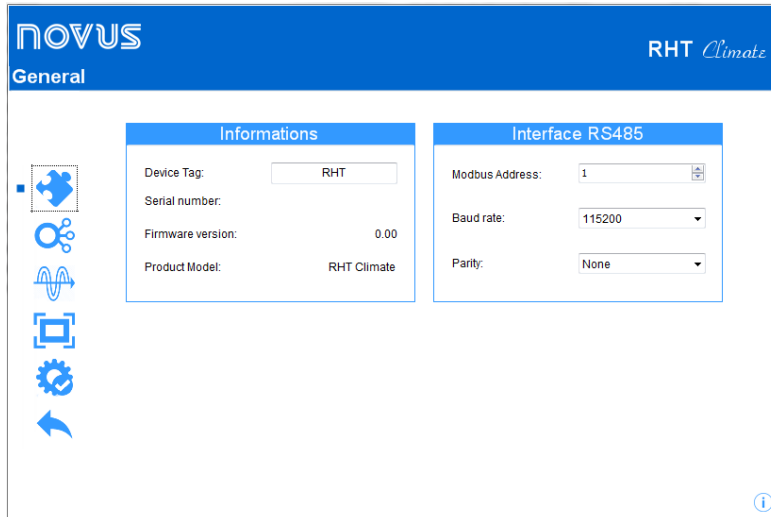 NOVUS
RHT Climate
General
Informations
Device Tag: RHT
Serial number:
Firmware version: 0.00
Product Model: RHT Climate
Interface RS485
Modbus Address: 1
Baud rate: 115200
Parity: None
i